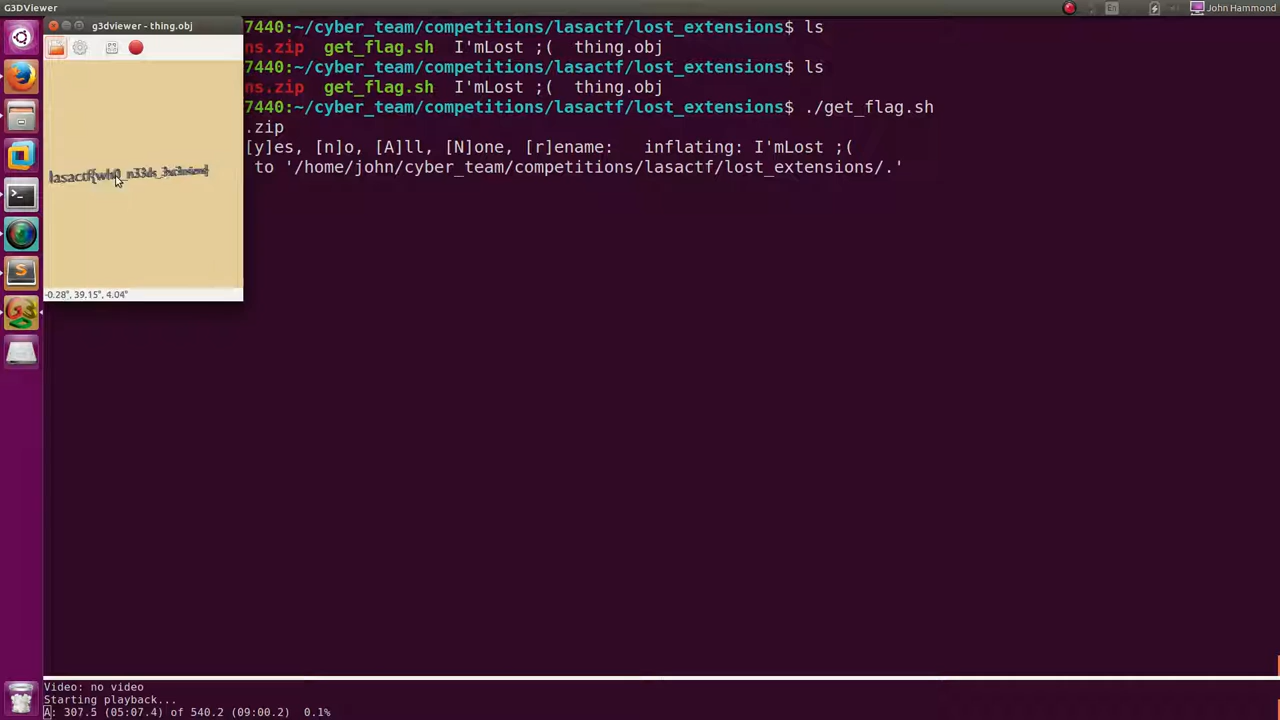 G3DViewer
John Hammond
g3dviewer - thing.obj
7440:~/cyber_team/competitions/lasactf/lost_extensions$ ls
ns.zip get_flag.sh I'mLost ;( thing.obj
7440:~/cyber_team/competitions/lasactf/lost_extensions$ ls
ns.zip get_flag.sh I'mLost ;( thing.obj
7440:~/cyber_team/competitions/lasactf/lost_extensions$ ./get_flag.sh
.zip
[y]es, [n]o, [A]ll, [N]one, [r]ename: inflating: I'mLost ;(
to '/home/john/cyber_team/competitions/lasactf/lost_extensions/.'
-0.28°, 39.15°, 4.04°
Video: no video
Starting playback...
A: 307.5 (05:07.4) of 540.2 (09:00.2) 0.1%